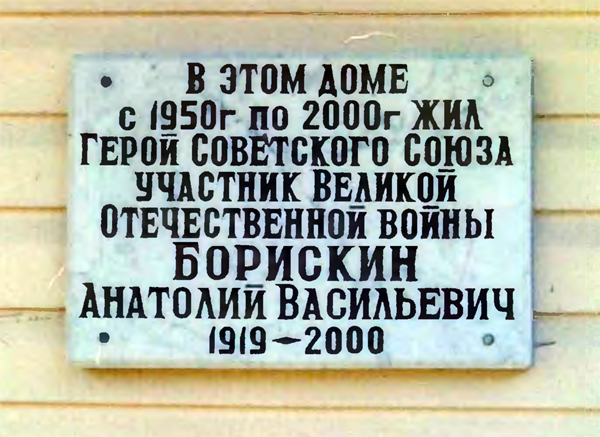 В ЭТОМ ДОМЕ
с 1950г по 2000г ЖИЛ
ГЕРОЙ СОВЕТСКОГО СОЮЗА
УЧАСТНИК ВЕЛИКОЙ
ОТЕЧЕСТВЕННОЙ ВОЙНЫ
БОРИСКИН
АНАТОЛИЙ ВАСИЛЬЕВИЧ
1919-2000